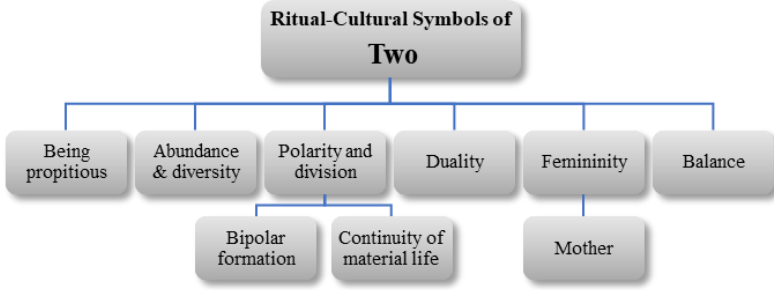 Ritual-Cultural Symbols of
Two
Being
propitious
Abundance
& diversity
Polarity and
division
Duality
Femininity
Balance
Bipolar
formation
Continuity of
material life
Mother